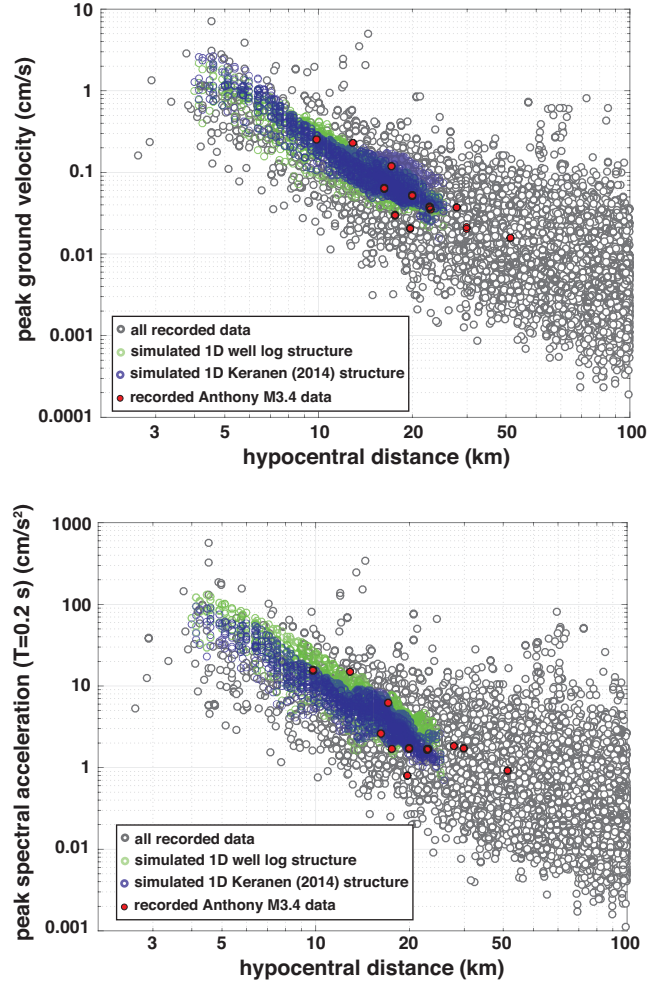 10
1
0.1
0.01
0.001
0.0001
peak ground velocity (cm/s)
all recorded data
simulated 1D well log structure
simulated 1D Keranen (2014) structure
recorded Anthony M3.4 data
3 5 10 20 50 100
hypocentral distance (km)
1000
100
10
1
0.1
0.01
0.001
peak spectral acceleration (T=0.2 s) (cm/s²)
all recorded data
simulated 1D well log structure
simulated 1D Keranen (2014) structure
recorded Anthony M3.4 data
3 5 10 20 50 100
hypocentral distance (km)